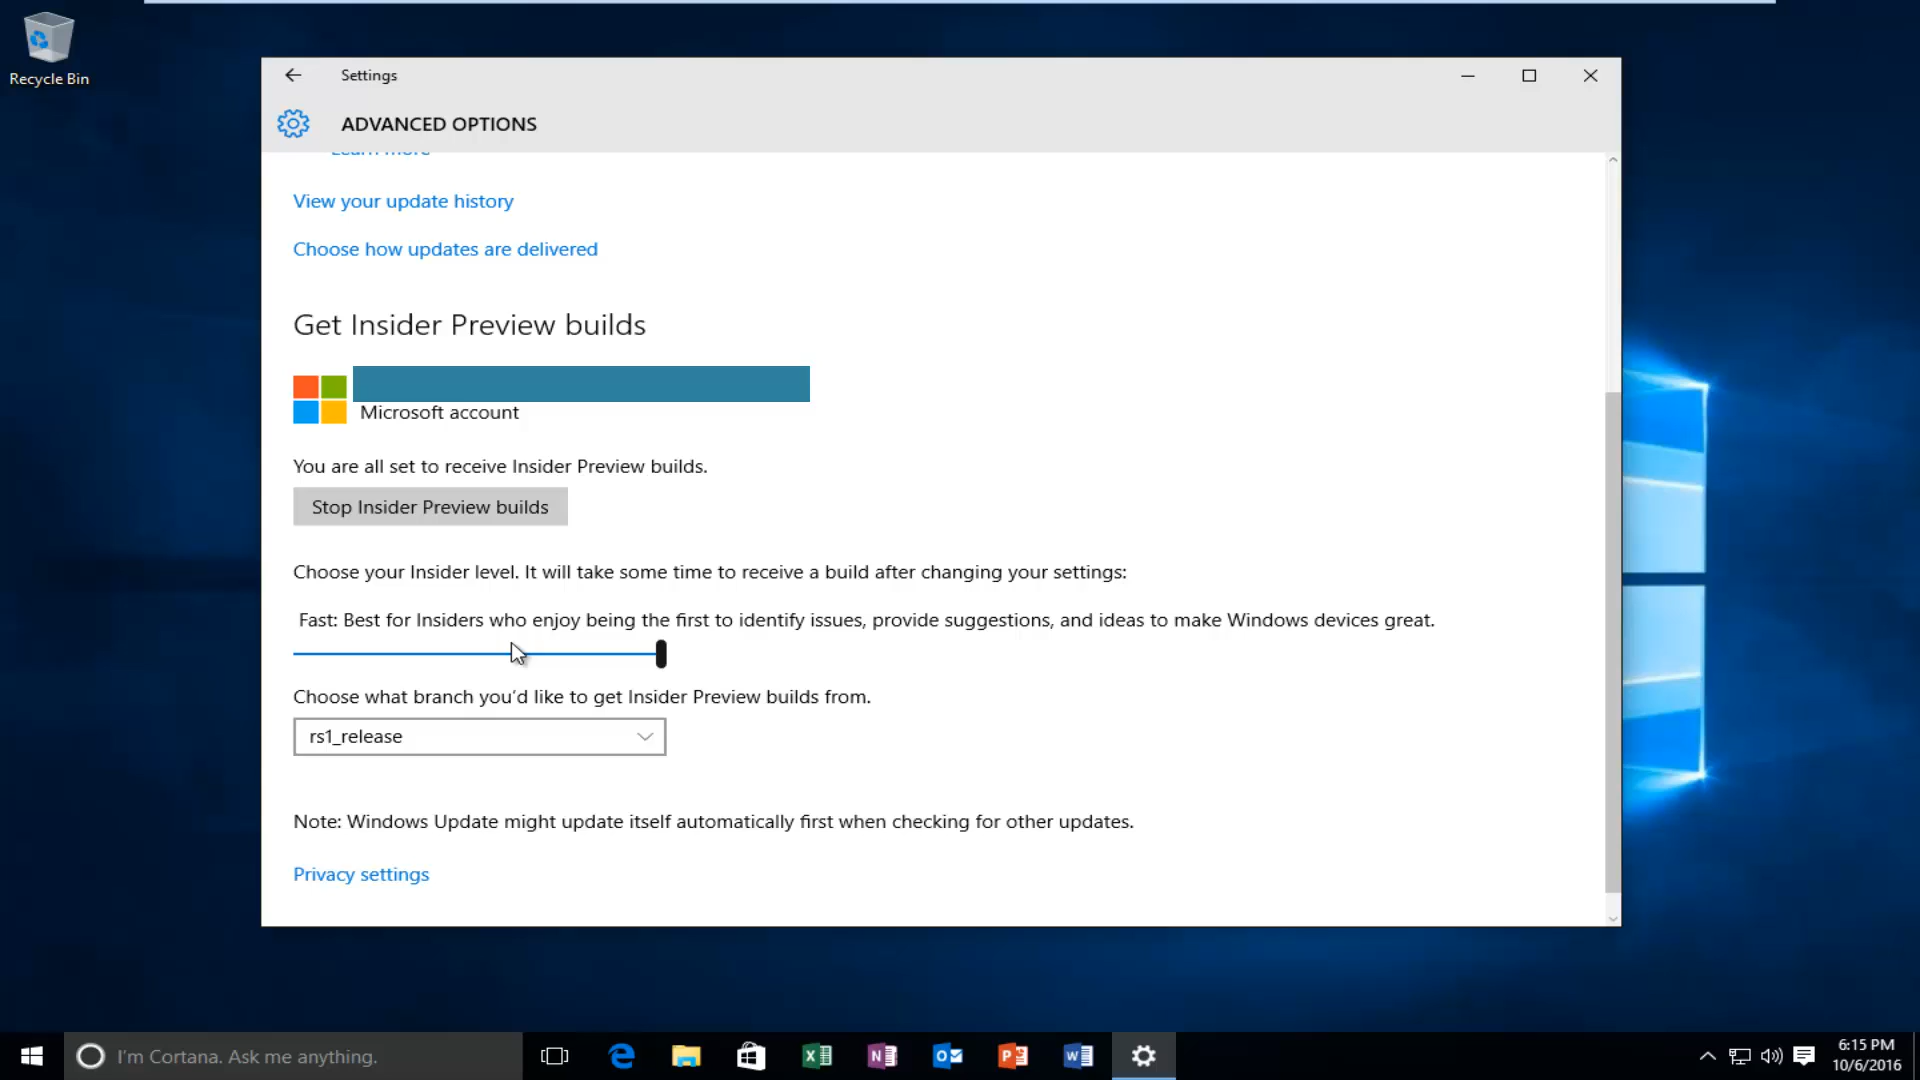 Recycle Bin
Settings
ADVANCED OPTIONS
Learn more
View your update history
Choose how updates are delivered
Get Insider Preview builds
Microsoft account
You are all set to receive Insider Preview builds.
Stop Insider Preview builds
Choose your Insider level. It will take some time to receive a build after changing your settings:
Fast: Best for Insiders who enjoy being the first to identify issues, provide suggestions, and ideas to make Windows devices great.
Choose what branch you'd like to get Insider Preview builds from.
rs1_release
Note: Windows Update might update itself automatically first when checking for other updates.
Privacy settings
I'm Cortana. Ask me anything.
6:15 PM
10/6/2016